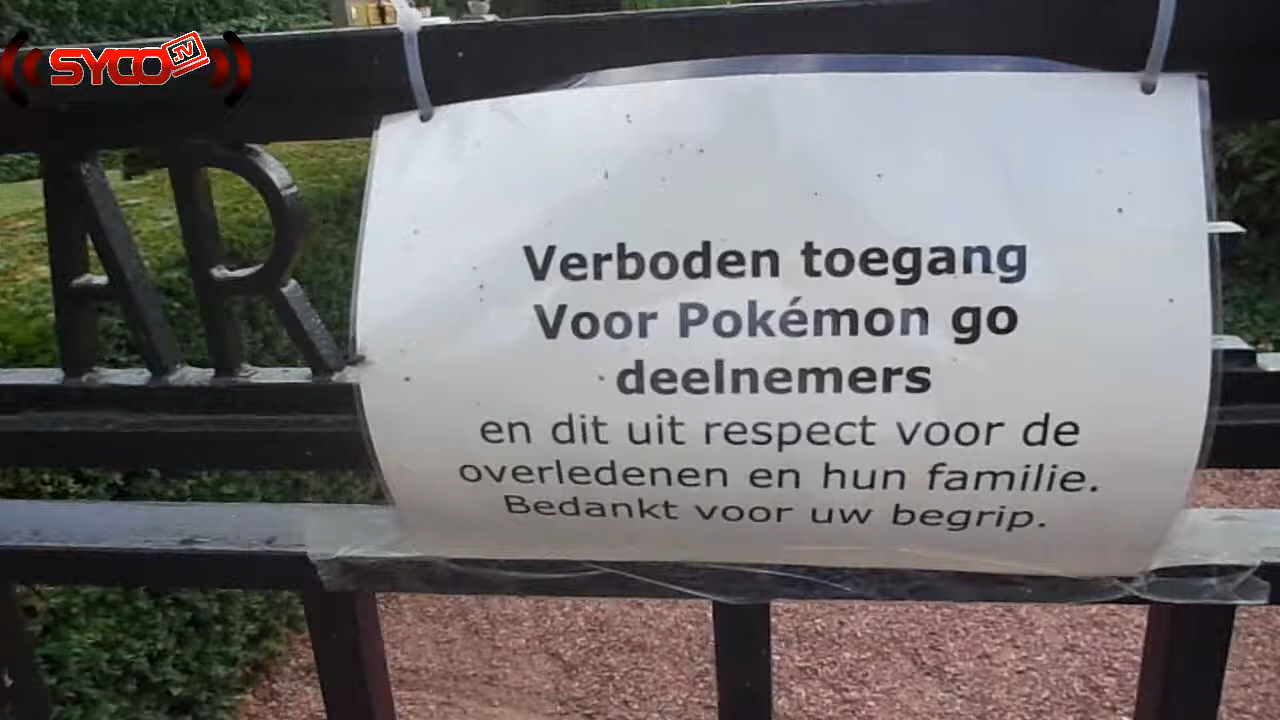 SYCO.TV
AR
Verboden toegang
Voor Pokémon go
deelnemers
en dit uit respect voor de
overledenen en hun familie.
Bedankt voor uw begrip.